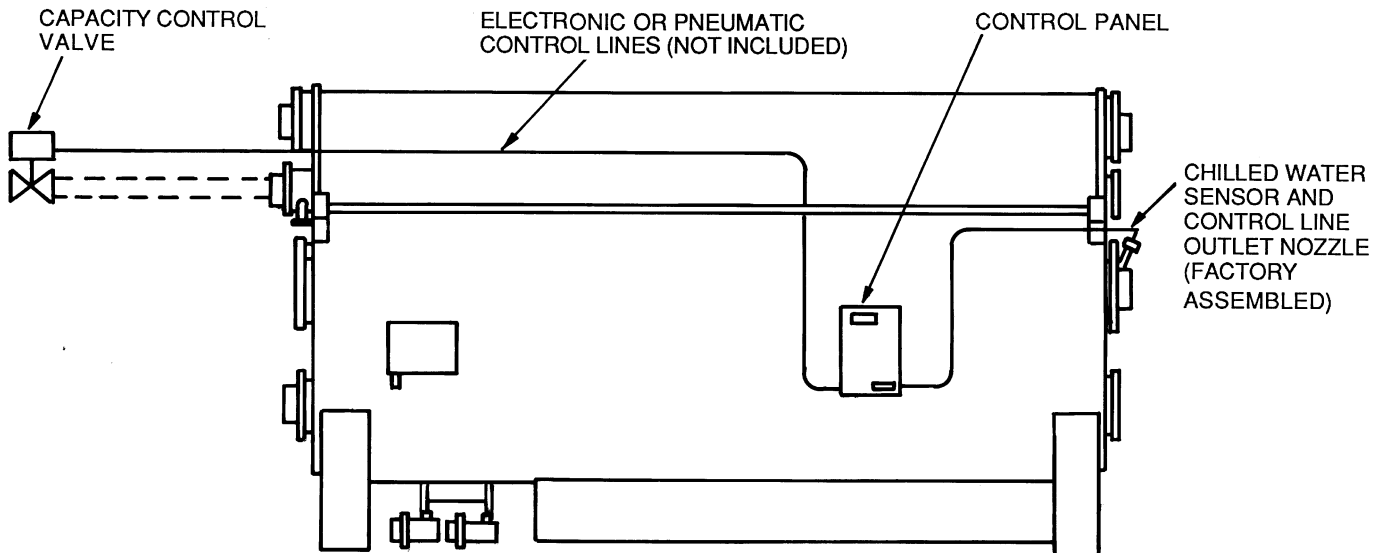 CAPACITY CONTROL
VALVE
ELECTRONIC OR PNEUMATIC
CONTROL LINES (NOT INCLUDED)
CONTROL PANEL
CHILLED WATER
SENSOR AND
CONTROL LINE
OUTLET NOZZLE
(FACTORY
ASSEMBLED)